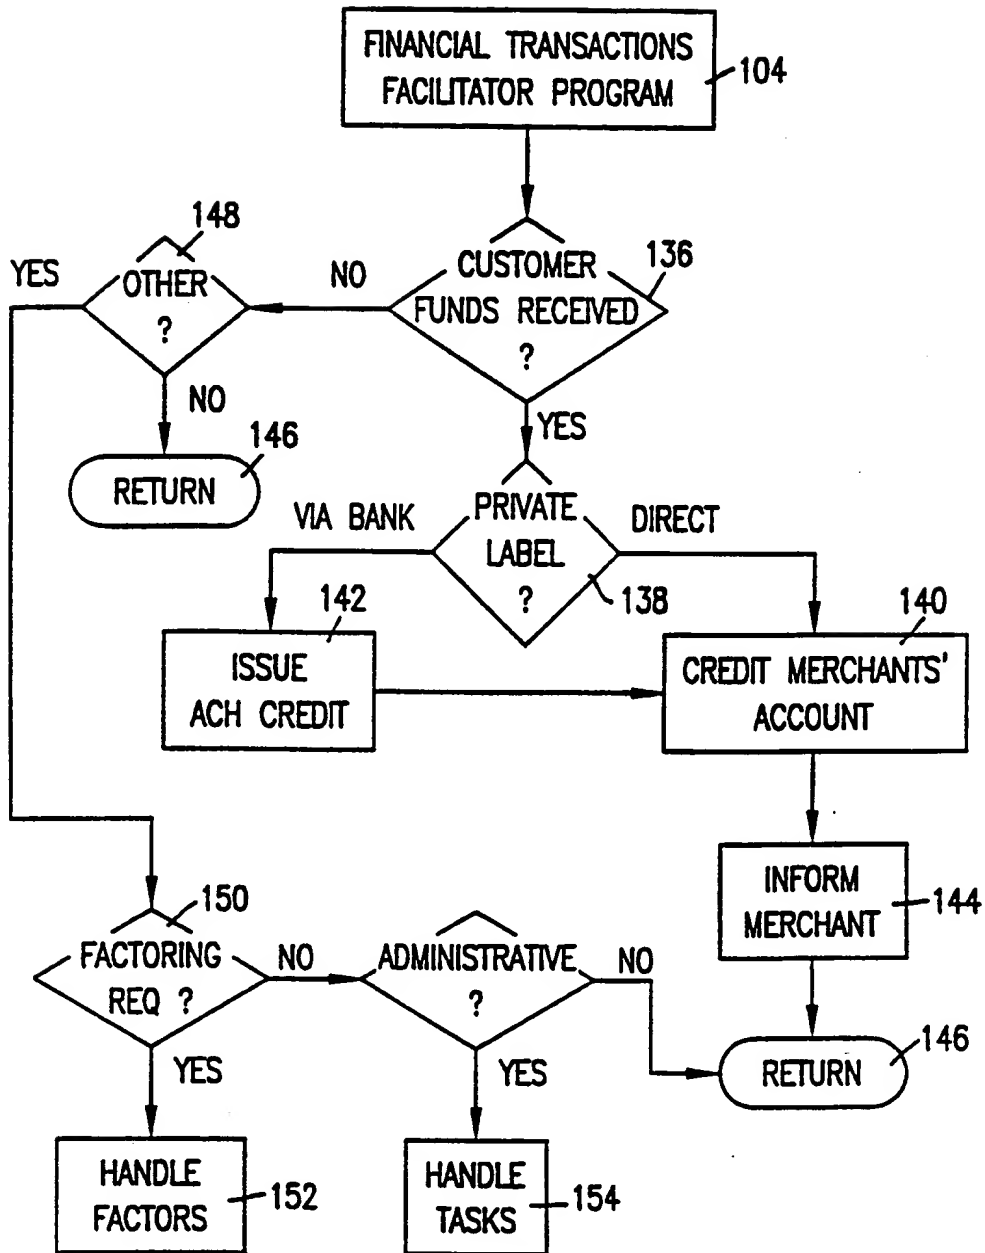 FINANCIAL TRANSACTIONS
FACILITATOR PROGRAM
104
148
YES
OTHER
?
NO
CUSTOMER
FUNDS RECEIVED
?
136
NO
YES
146
RETURN
VIA BANK
PRIVATE
LABEL
?
DIRECT
138
142
ISSUE
ACH CREDIT
140
CREDIT MERCHANTS'
ACCOUNT
INFORM
MERCHANT
144
150
FACTORING
REQ ?
NO
ADMINISTRATIVE
?
NO
YES
YES
146
RETURN
HANDLE
FACTORS
152
HANDLE
TASKS
154